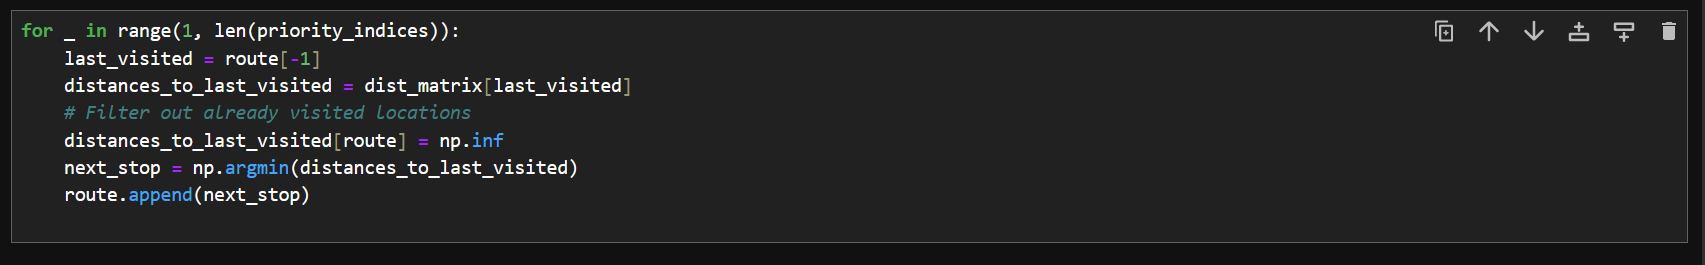 for _ in range(1, len(priority_indices)):
    last_visited = route[-1]
    distances_to_last_visited = dist_matrix[last_visited]
    # Filter out already visited locations
    distances_to_last_visited[route] = np.inf
    next_stop = np.argmin(distances_to_last_visited)
    route.append(next_stop)